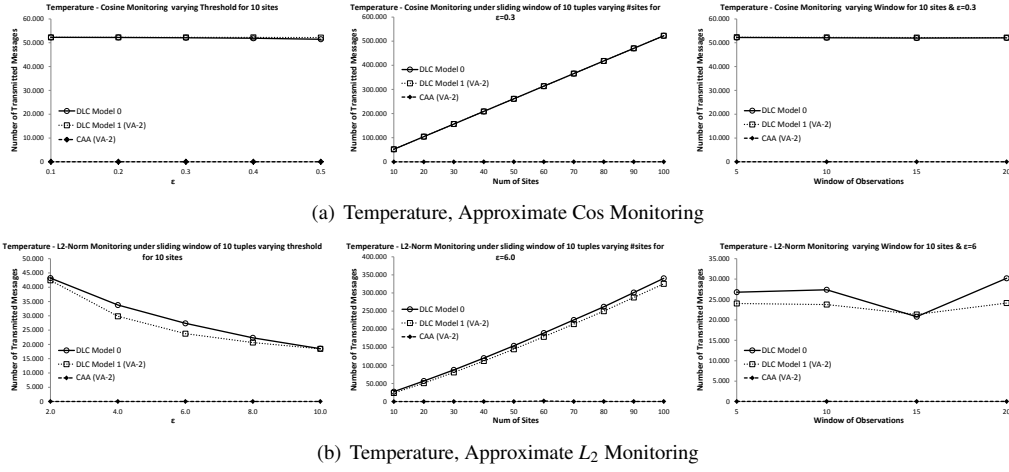 Temperature - Cosine Monitoring varying Threshold for 10 sites
Number of Transmitted Messages
60.000
50.000
40.000
30.000
20.000
10.000
0
DLC Model 0
DLC Model 1 (VA-2)
CAA (VA-2)
0.1 0.2 0.3 0.4 0.5
ε
Temperature - Cosine Monitoring under sliding window of 10 tuples varying #sites for
ε=0.3
Number of Transmitted Messages
600.000
500.000
400.000
300.000
200.000
100.000
0
DLC Model 0
DLC Model 1 (VA-2)
CAA (VA-2)
10 20 30 40 50 60 70 80 90 100
Num of Sites
Temperature - Cosine Monitoring varying Window for 10 sites & ε=0.3
Number of Transmitted Messages
60.000
50.000
40.000
30.000
20.000
10.000
0
DLC Model 0
DLC Model 1 (VA-2)
CAA (VA-2)
5 10 15 20
Window of Observations
(a) Temperature, Approximate Cos Monitoring
Temperature - L2-Norm Monitoring under sliding window of 10 tuples varying threshold
for 10 sites
Number of Transmitted Messages
50.000
45.000
40.000
35.000
30.000
25.000
20.000
15.000
10.000
5.000
0
DLC Model 0
DLC Model 1 (VA-2)
CAA (VA-2)
2.0 4.0 6.0 8.0 10.0
ε
Temperature - L2-Norm Monitoring under sliding window of 10 tuples varying #sites for
ε=6.0
Number of Transmitted Messages
400.000
350.000
300.000
250.000
200.000
150.000
100.000
50.000
0
DLC Model 0
DLC Model 1 (VA-2)
CAA (VA-2)
10 20 30 40 50 60 70 80 90 100
Num of Sites
Temperature - L2-Norm Monitoring varying Window for 10 sites & ε=6
Number of Transmitted Messages
35.000
30.000
25.000
20.000
15.000
10.000
5.000
0
DLC Model 0
DLC Model 1 (VA-2)
CAA (VA-2)
5 10 15 20
Window of Observations
(b) Temperature, Approximate L2 Monitoring